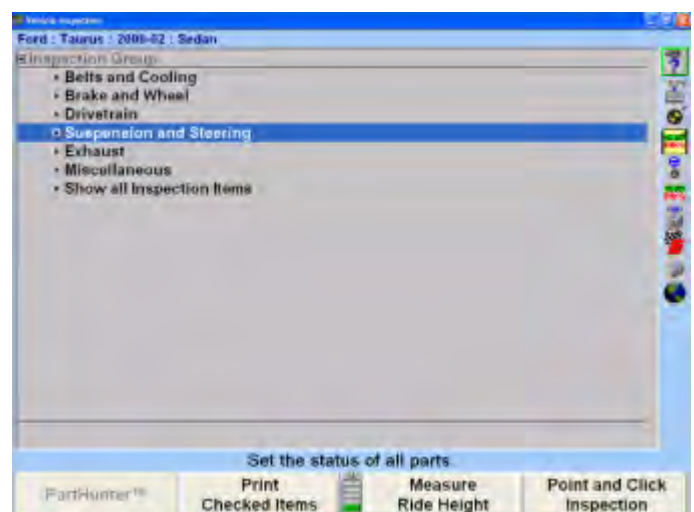 Vehicle Inspection
Ford : Taurus : 2000-02 : Sedan
Inspection Group
Belts and Cooling
Brake and Wheel
Drivetrain
Suspension and Steering
Exhaust
Miscellaneous
Show all Inspection Items
Set the status of all parts.
PartHunter™
Print
Checked Items
Measure
Ride Height
Point and Click
Inspection